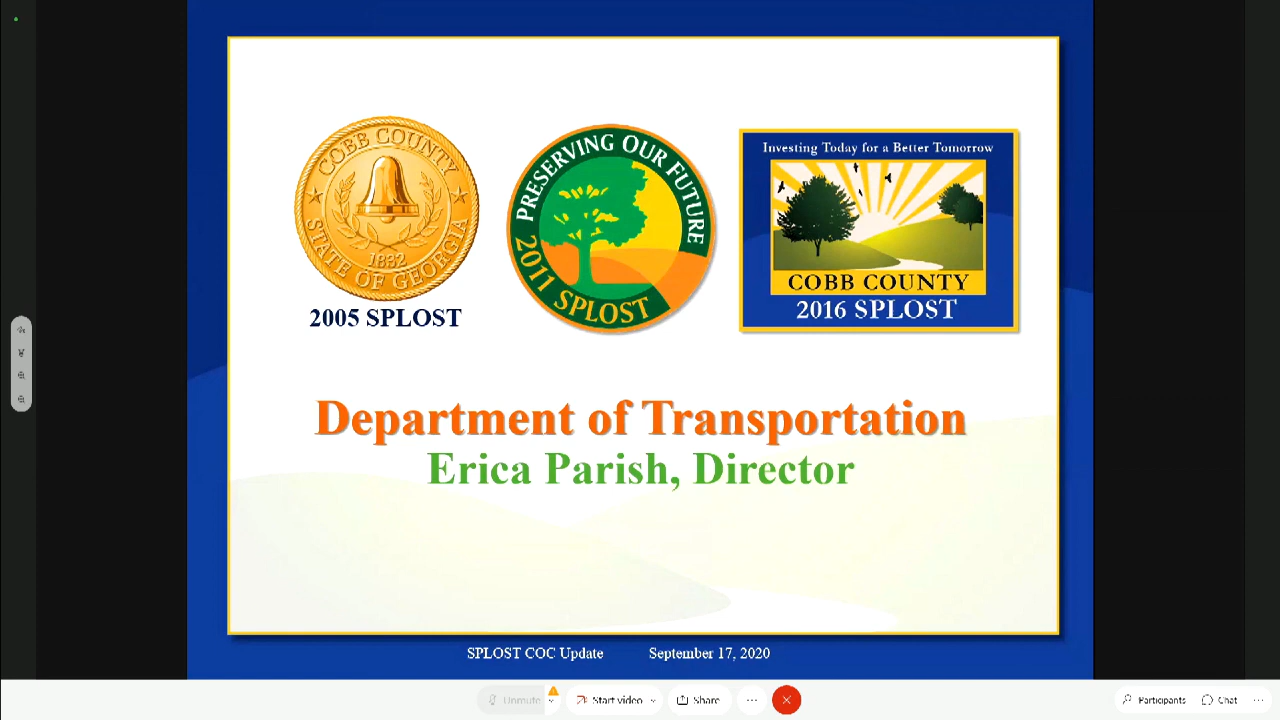 COBB COUNTY
STATE OF GEORGIA
1832
2005 SPLOST
PRESERVING OUR FUTURE
2011 SPLOST
Investing Today for a Better Tomorrow
COBB COUNTY
2016 SPLOST
Department of Transportation
Erica Parish, Director
SPLOST COC Update September 17, 2020
Unmute Start video Share Participants Chat